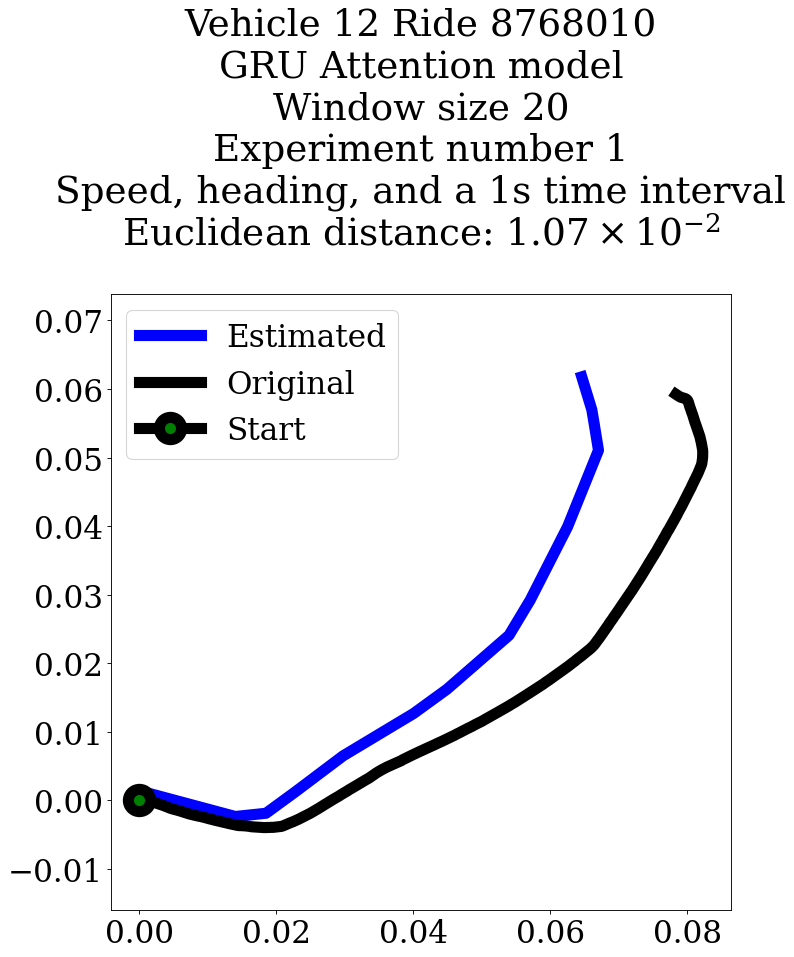 Vehicle 12 Ride 8768010
GRU Attention model
Window size 20
Experiment number 1
Speed, heading, and a 1s time interval
Euclidean distance: 1.07 × 10⁻²
Estimated
Original
Start
0.07
0.06
0.05
0.04
0.03
0.02
0.01
0.00
−0.01
0.00 0.02 0.04 0.06 0.08